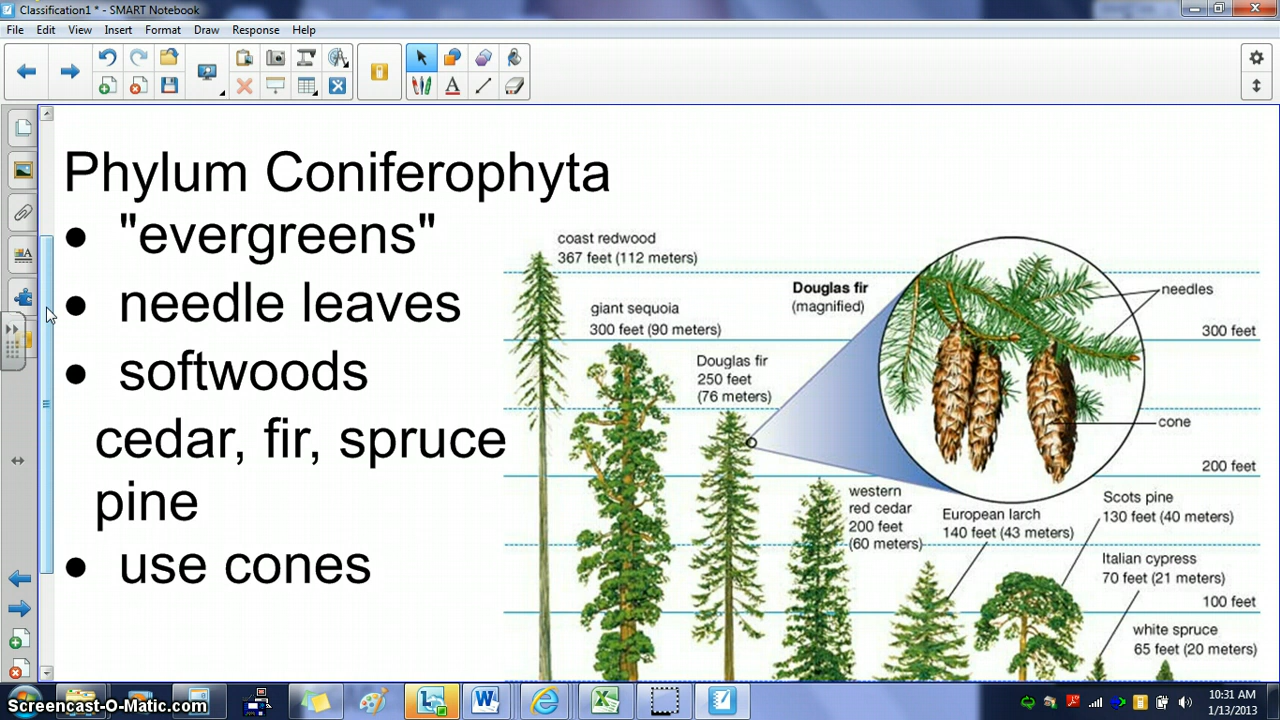 Classification1 * - SMART Notebook
File Edit View Insert Format Draw Response Help
Phylum Coniferophyta
● "evergreens"
● needle leaves
● softwoods
cedar, fir, spruce
pine
● use cones
coast redwood
367 feet (112 meters)
giant sequoia
300 feet (90 meters)
Douglas fir
250 feet
(76 meters)
Douglas fir
(magnified)
needles
300 feet
cone
200 feet
western
red cedar
200 feet
(60 meters)
European larch
140 feet (43 meters)
Scots pine
130 feet (40 meters)
Italian cypress
70 feet (21 meters)
100 feet
white spruce
65 feet (20 meters)
Screencast-O-Matic.com
10:31 AM
1/13/2013